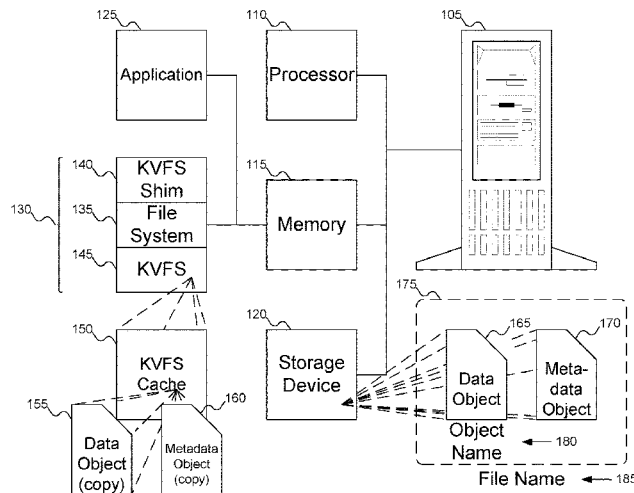 125
110
105
Application
Processor
140
KVFS
Shim
115
130
135
File
System
Memory
145
KVFS
175
150
120
165
170
KVFS
Cache
Storage
Device
Data
Object
Meta-
data
Object
155
160
Data
Object
(copy)
Metadata
Object
(copy)
Object
Name
180
File Name
185